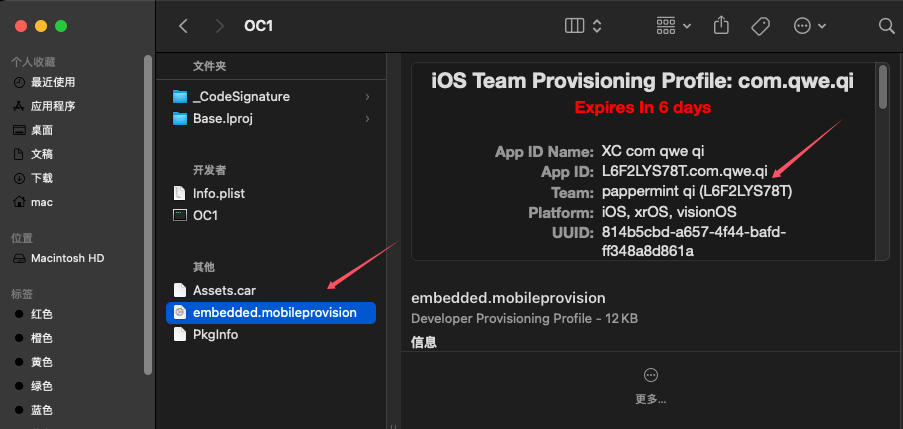 OC1
个人收藏
最近使用
应用程序
桌面
文稿
下载
mac
位置
Macintosh HD
标签
红色
橙色
黄色
绿色
蓝色
文件夹
_CodeSignature
Base.lproj
开发者
Info.plist
OC1
其他
Assets.car
embedded.mobileprovision
PkgInfo
iOS Team Provisioning Profile: com.qwe.qi
Expires In 6 days
App ID Name: XC com qwe qi
App ID: L6F2LYS78T.com.qwe.qi
Team: pappermint qi (L6F2LYS78T)
Platform: iOS, xrOS, visionOS
UUID: 814b5cbd-a657-4f44-bafd-
ff348a8d861a
embedded.mobileprovision
Developer Provisioning Profile - 12 KB
信息
更多...